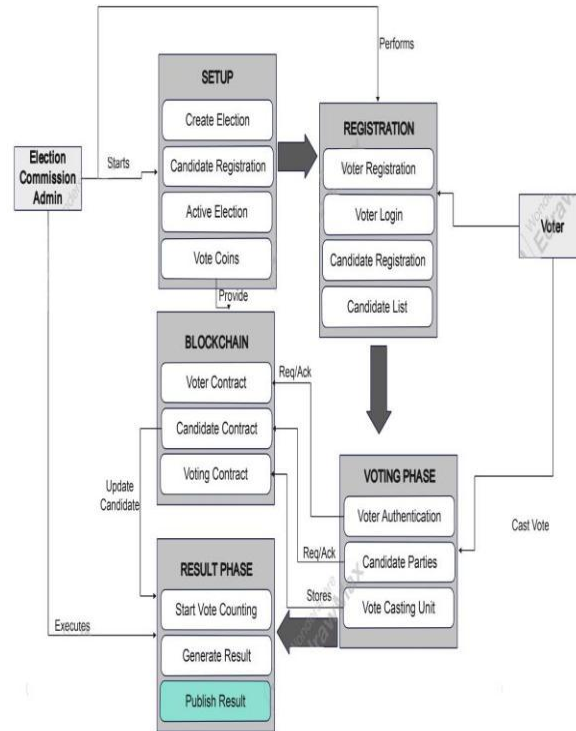 Performs
SETUP
Create Election
Candidate Registration
Active Election
Vote Coins
REGISTRATION
Voter Registration
Voter Login
Candidate Registration
Candidate List
Election
Commission
Admin
Starts
Voter
Provide
BLOCKCHAIN
Voter Contract
Candidate Contract
Voting Contract
Req/Ack
Update
Candidate
VOTING PHASE
Voter Authentication
Candidate Parties
Vote Casting Unit
Cast Vote
Req/Ack
Stores
RESULT PHASE
Start Vote Counting
Generate Result
Publish Result
Executes